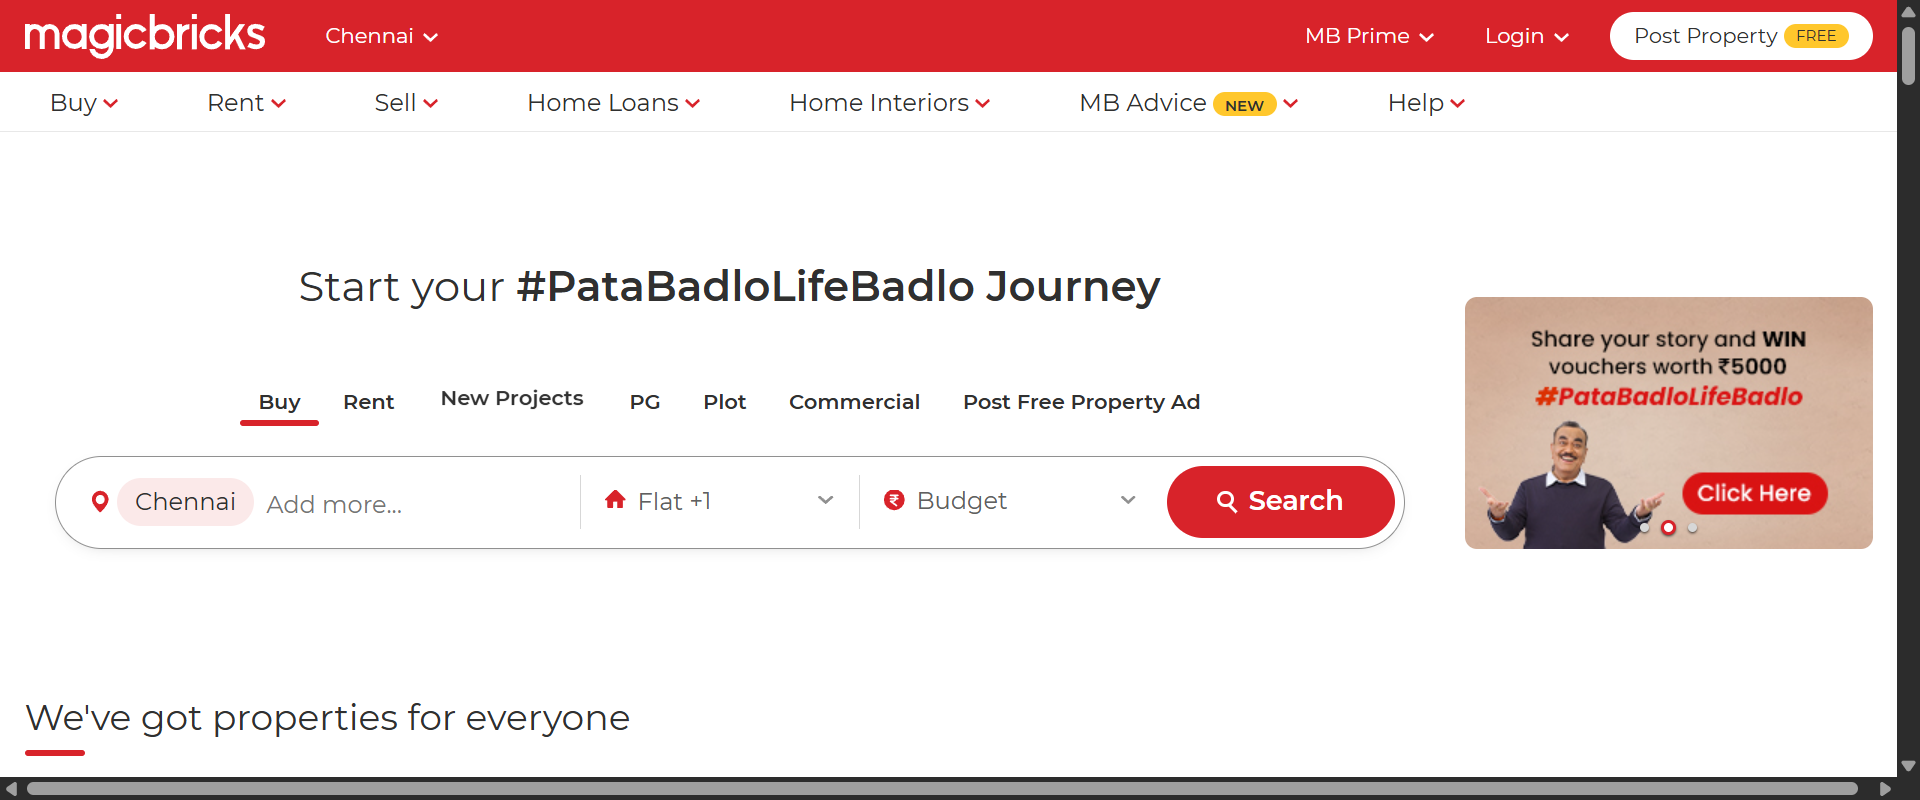 magicbricks
Chennai
MB Prime
Login
Post Property FREE
Buy
Rent
Sell
Home Loans
Home Interiors
MB Advice NEW
Help
Start your #PataBadloLifeBadlo Journey
Buy
Rent
New Projects
PG
Plot
Commercial
Post Free Property Ad
Chennai
Add more...
Flat +1
₹ Budget
Search
Share your story and WIN
vouchers worth ₹5000
#PataBadloLifeBadlo
Click Here
We've got properties for everyone